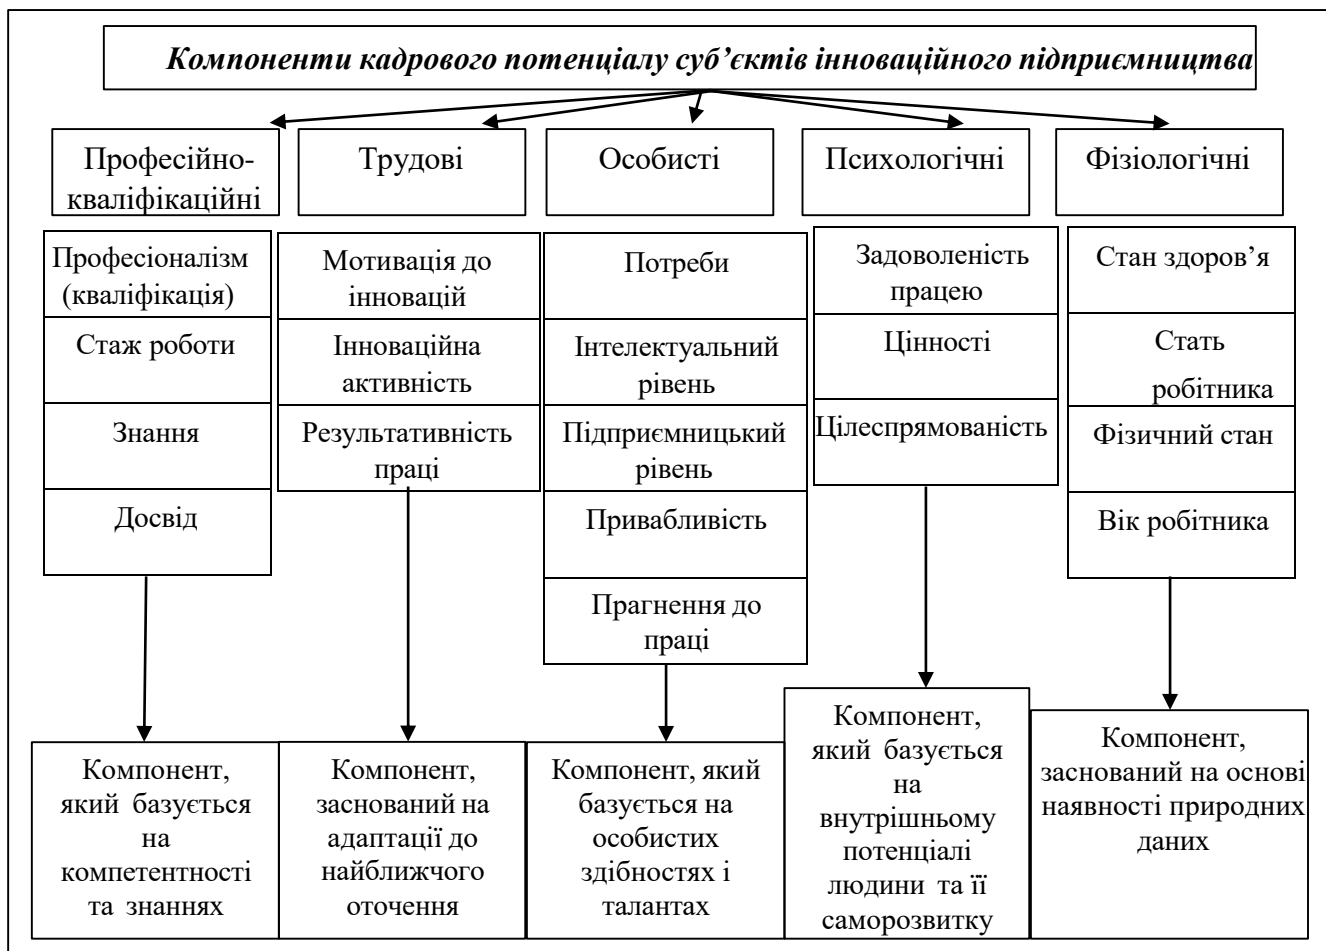 Компоненти кадрового потенціалу суб’єктів інноваційного підприємництва
Професійно-
кваліфікаційні
Трудові
Особисті
Психологічні
Фізіологічні
Професіоналізм
(кваліфікація)
Стаж роботи
Знання
Досвід
Мотивація до
інновацій
Інноваційна
активність
Результативність
праці
Потреби
Інтелектуальний
рівень
Підприємницький
рівень
Привабливість
Прагнення до
праці
Задоволеність
працею
Цінності
Цілеспрямованість
Стан здоров’я
Стать
робітника
Фізичний стан
Вік робітника
Компонент,
який базується
на
компетентності
та знаннях
Компонент,
заснований на
адаптації до
найближчого
оточення
Компонент, який
базується на
особистих
здібностях і
талантах
Компонент,
який базується
на
внутрішньому
потенціалі
людини та її
саморозвитку
Компонент,
заснований на основі
наявності природних
даних